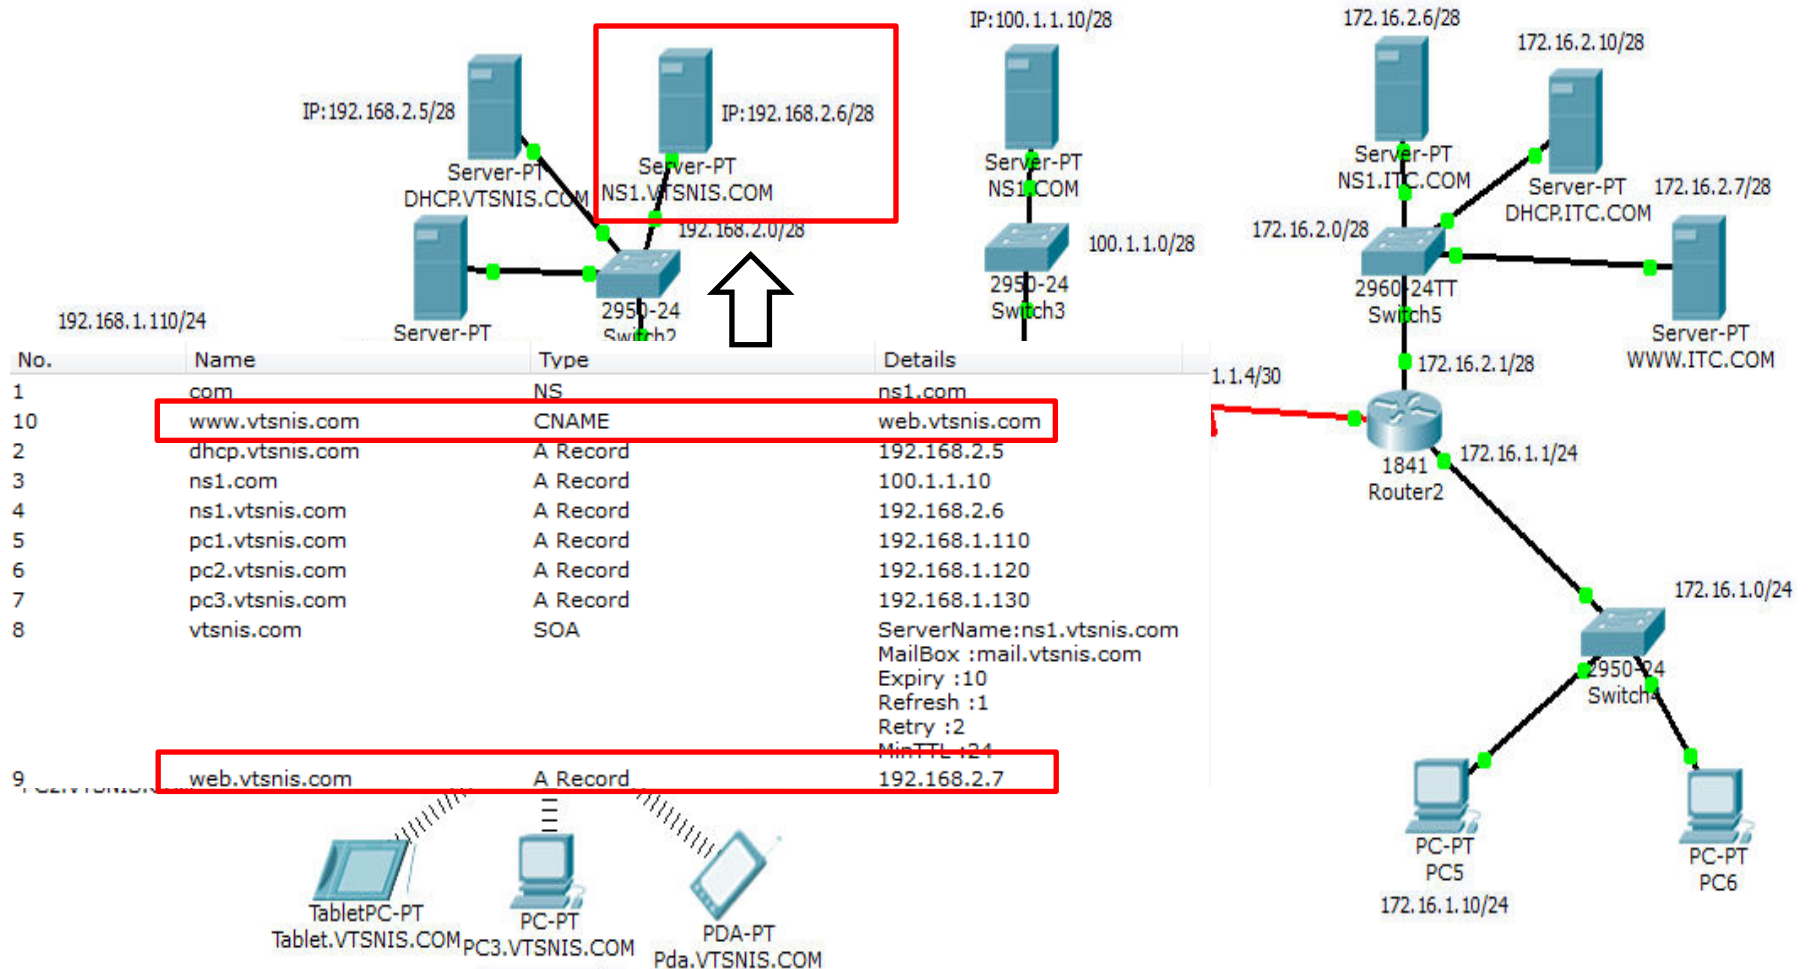 IP:100.1.1.10/28
172.16.2.6/28
172.16.2.10/28
IP:192.168.2.5/28
IP:192.168.2.6/28
Server-PT
DHCP.VTSNIS.COM
Server-PT
NS1.VTSNIS.COM
Server-PT
NS1.COM
Server-PT
NS1.ITC.COM
Server-PT
DHCP.ITC.COM
172.16.2.7/28
192.168.2.0/28
100.1.1.0/28
172.16.2.0/28
2950-24
Switch2
2950-24
Switch3
2960-24TT
Switch5
192.168.1.110/24
Server-PT
Server-PT
WWW.ITC.COM
172.16.2.1/28
1.1.4/30
No. Name Type Details
1 com NS ns1.com
10 www.vtsnis.com CNAME web.vtsnis.com
2 dhcp.vtsnis.com A Record 192.168.2.5
3 ns1.com A Record 100.1.1.10
4 ns1.vtsnis.com A Record 192.168.2.6
5 pc1.vtsnis.com A Record 192.168.1.110
6 pc2.vtsnis.com A Record 192.168.1.120
7 pc3.vtsnis.com A Record 192.168.1.130
8 vtsnis.com SOA ServerName:ns1.vtsnis.com
MailBox :mail.vtsnis.com
Expiry :10
Refresh :1
Retry :2
MinTTL :24
9 web.vtsnis.com A Record 192.168.2.7
1841
Router2
172.16.1.1/24
172.16.1.0/24
2950-24
Switch4
PC-PT
PC5
172.16.1.10/24
PC-PT
PC6
TabletPC-PT
Tablet.VTSNIS.COM
PC-PT
PC3.VTSNIS.COM
PDA-PT
Pda.VTSNIS.COM